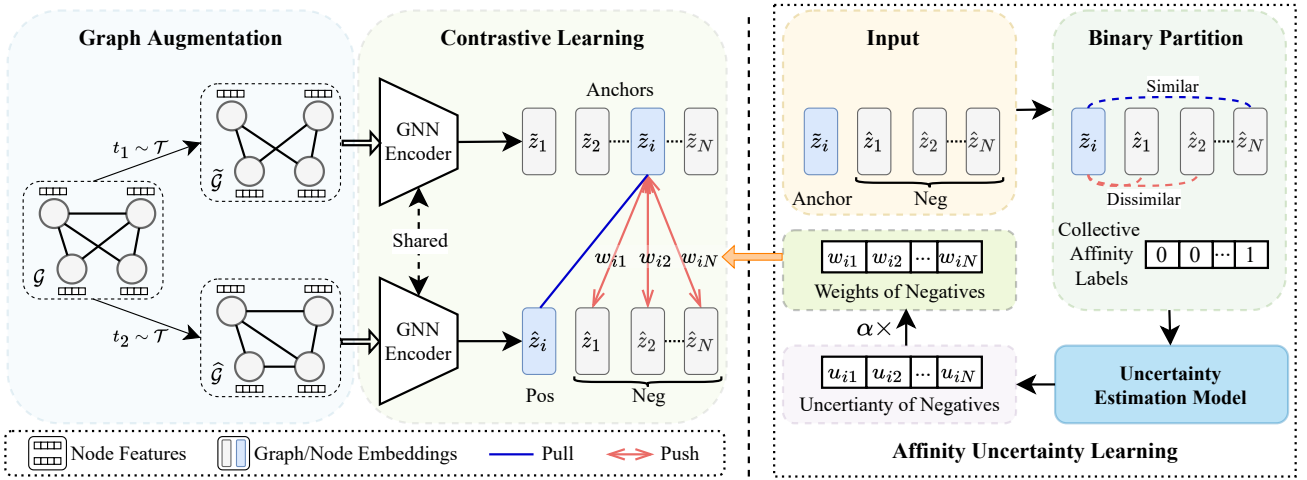 Graph Augmentation
t₁ ~ 𝒯
𝒢̃
𝒢
t₂ ~ 𝒯
𝒢̂
Contrastive Learning
GNN
Encoder
Anchors
z̃₁ z̃₂ ...... z̃ᵢ ...... z̃_N
Shared
w_{i1} w_{i2} w_{iN}
GNN
Encoder
ẑᵢ ẑ₁ ẑ₂ ...... ẑ_N
Pos Neg
Node Features
Graph/Node Embeddings
Pull
Push
Input
z̃ᵢ ẑ₁ ẑ₂ ...... ẑ_N
Anchor Neg
Binary Partition
Similar
z̃ᵢ ẑ₁ ẑ₂ ...... ẑ_N
Dissimilar
Collective
Affinity
Labels
0 0 ... 1
w_{i1} w_{i2} ... w_{iN}
Weights of Negatives
α×
u_{i1} u_{i2} ... u_{iN}
Uncertianty of Negatives
Uncertainty
Estimation Model
Affinity Uncertainty Learning